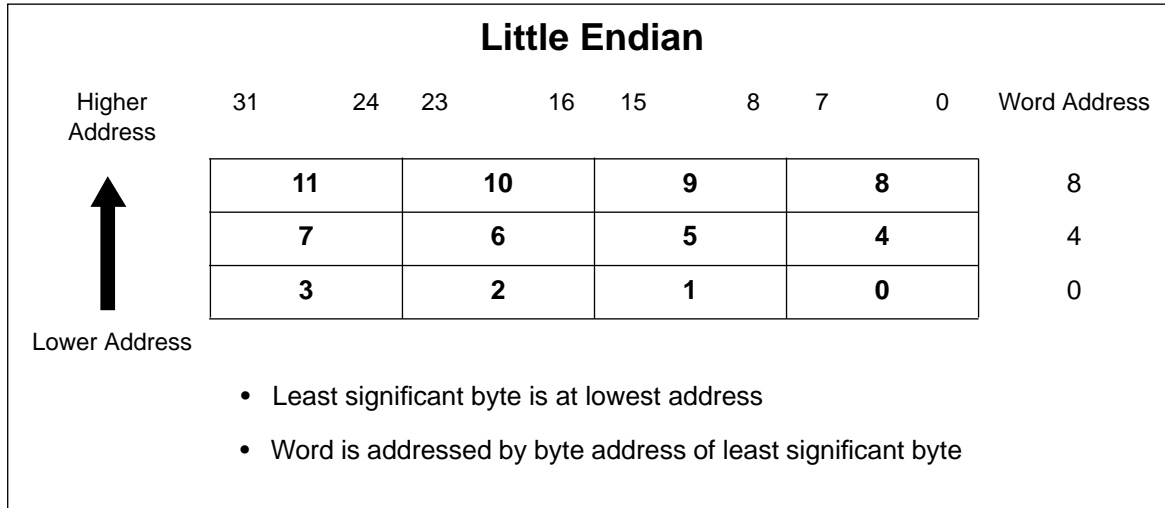 Little Endian
Higher Address 31 24 23 16 15 8 7 0 Word Address
11 10 9 8 8
7 6 5 4 4
3 2 1 0 0
Lower Address
• Least significant byte is at lowest address
• Word is addressed by byte address of least significant byte